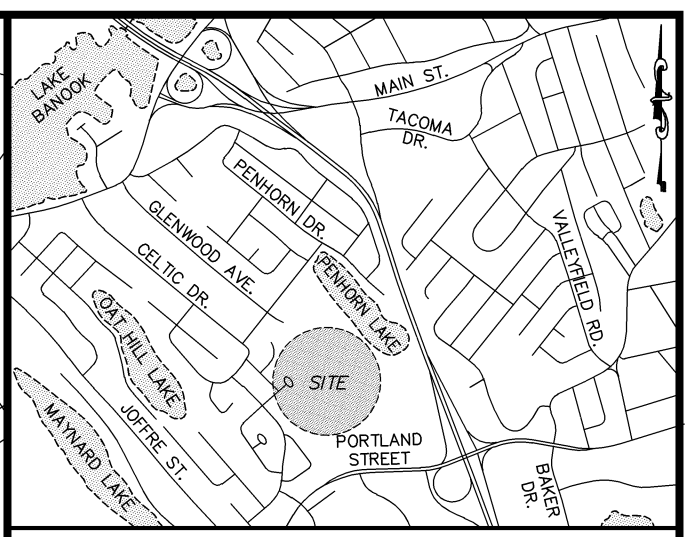 LAKE
BANOOK
MAIN ST.
TACOMA
DR.
PENHORN DR.
GLENWOOD AVE.
CELTIC DR.
VALLEYFIELD RD.
PENHORN LAKE
OAT HILL LAKE
SITE
MAYNARD LAKE
JOFFRE ST.
PORTLAND
STREET
BAKER
DR.